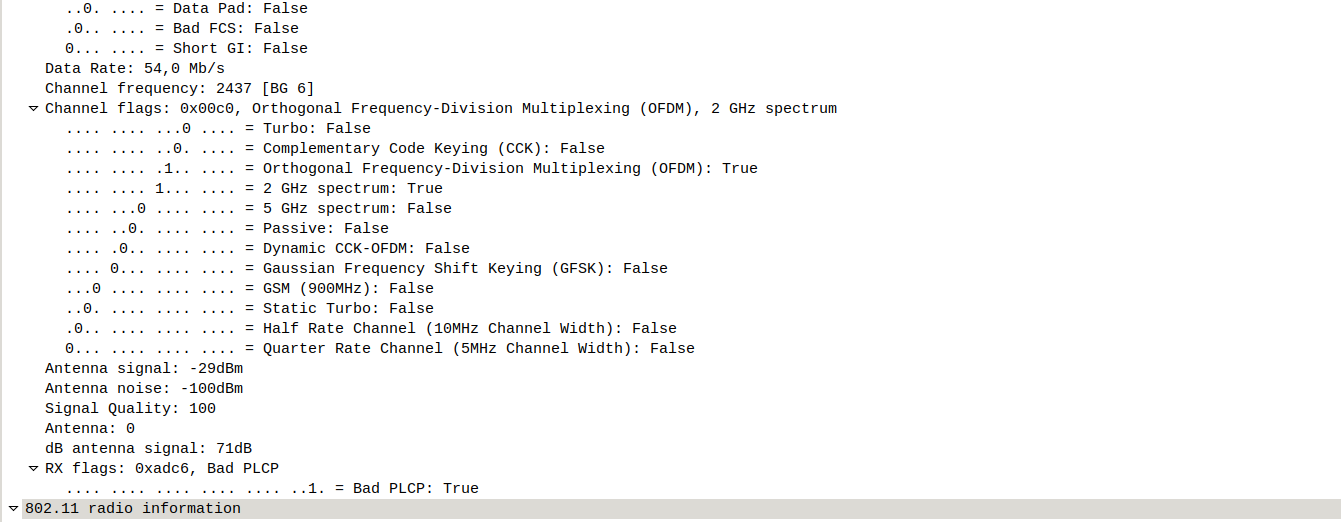 ..0. .... = Data Pad: False
.0.. .... = Bad FCS: False
0... .... = Short GI: False
Data Rate: 54,0 Mb/s
Channel frequency: 2437 [BG 6]
Channel flags: 0x00c0, Orthogonal Frequency-Division Multiplexing (OFDM), 2 GHz spectrum
.... .... ...0 .... = Turbo: False
.... .... ..0. .... = Complementary Code Keying (CCK): False
.... .... .1.. .... = Orthogonal Frequency-Division Multiplexing (OFDM): True
.... .... 1... .... = 2 GHz spectrum: True
.... ...0 .... .... = 5 GHz spectrum: False
.... ..0. .... .... = Passive: False
.... .0.. .... .... = Dynamic CCK-OFDM: False
.... 0... .... .... = Gaussian Frequency Shift Keying (GFSK): False
...0 .... .... .... = GSM (900MHz): False
..0. .... .... .... = Static Turbo: False
.0.. .... .... .... = Half Rate Channel (10MHz Channel Width): False
0... .... .... .... = Quarter Rate Channel (5MHz Channel Width): False
Antenna signal: -29dBm
Antenna noise: -100dBm
Signal Quality: 100
Antenna: 0
dB antenna signal: 71dB
RX flags: 0xadc6, Bad PLCP
.... .... .... .... .... ..1. = Bad PLCP: True
802.11 radio information